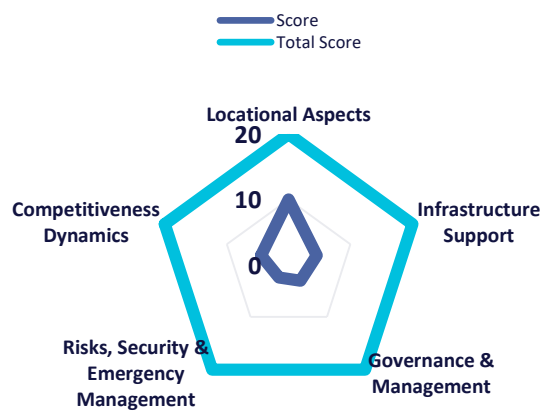 Score
Total Score
Locational Aspects
20
10
0
Competitiveness
Dynamics
Infrastructure
Support
Risks, Security &
Emergency
Management
Governance &
Management